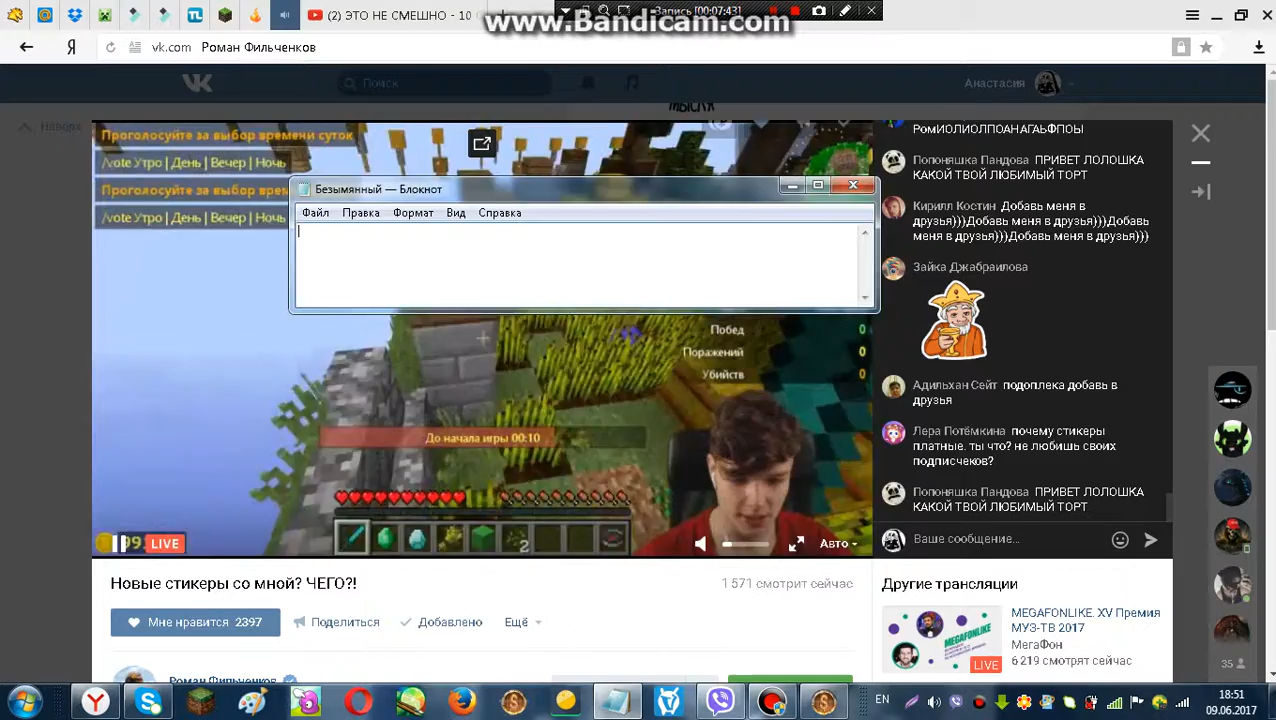 (2) ЭТО НЕ СМЕШНО - 10
Запись [00:07:43]
www.Bandicam.com
vk.com Роман Фильченков
Поиск
Анастасия
Наверх
мысли
Проголосуйте за выбор времени суток
/vote Утро | День | Вечер | Ночь
Проголосуйте за выбор врем
/vote Утро | День | Вечер | Ночь
Безымянный — Блокнот
Файл Правка Формат Вид Справка
Побед 0
Поражений 0
Убийств 0
До начала игры 00:10
2
LIVE
Авто
РомИОЛИОЛПОАНАГАЬФПОЫ
Попоняшка Пандова ПРИВЕТ ЛОЛОШКА
КАКОЙ ТВОЙ ЛЮБИМЫЙ ТОРТ
Кирилл Костин Добавь меня в
друзья)))Добавь меня в друзья)))Добавь
меня в друзья)))Добавь меня в друзья)))
Зайка Джабраилова
Адильхан Сейт подоплека добавь в
друзья
Лера Потёмкина почему стикеры
платные. ты что? не любишь своих
подписчеков?
Попоняшка Пандова ПРИВЕТ ЛОЛОШКА
КАКОЙ ТВОЙ ЛЮБИМЫЙ ТОРТ
Ваше сообщение...
Новые стикеры со мной? ЧЕГО?!
1 571 смотрит сейчас
Мне нравится 2397
Поделиться
Добавлено
Ещё
Роман Фильченков
Другие трансляции
MEGAFONLIKE
LIVE
MEGAFONLIKE. XV Премия
МУЗ-ТВ 2017
МегаФон
6 219 смотрят сейчас
35
EN
18:51
09.06.2017